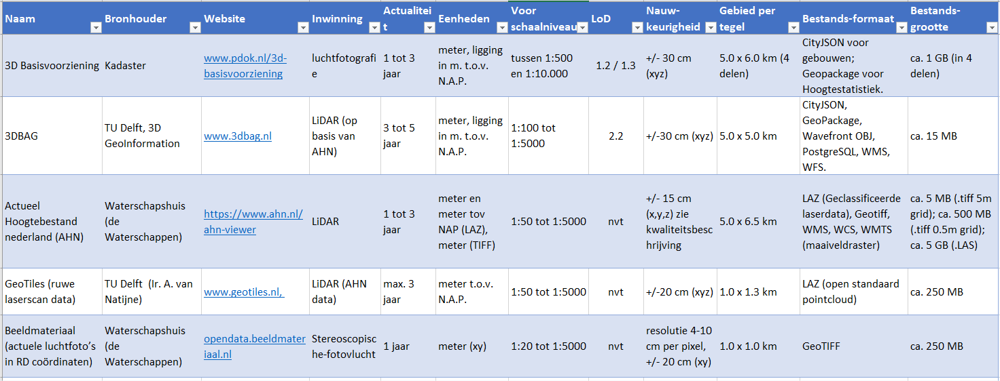 Naam Bronhouder Website Inwinning Actualitei
t Eenheden Voor
schaalniveau LoD Nauw-
keurigheid Gebied per
tegel Bestands-formaat Bestands-
grootte
3D Basisvoorziening
Kadaster
www.pdok.nl/3d-
basisvoorziening
luchtfotografi
e
1 tot 3
jaar
meter, ligging
in m. t.o.v.
N.A.P.
tussen 1:500
en 1:10.000
1.2 / 1.3
+/- 30 cm
(xyz)
5.0 x 6.0 km (4
delen)
CityJSON voor
gebouwen;
Geopackage voor
Hoogtestatistiek.
ca. 1 GB (in 4
delen)
3DBAG
TU Delft, 3D
GeoInformation
www.3dbag.nl
LiDAR (op
basis van
AHN)
3 tot 5
jaar
meter, ligging
in m. t.o.v.
N.A.P.
1:100 tot
1:5000
2.2
+/-30 cm (xyz)
5.0 x 5.0 km
CityJSON,
GeoPackage,
Wavefront OBJ,
PostgreSQL, WMS,
WFS.
ca. 15 MB
Actueel
Hoogtebestand
nederland (AHN)
Waterschapshuis
(de
Waterschappen)
https://www.ahn.nl/
ahn-viewer
LiDAR
1 tot 3
jaar
meter en
meter tov
NAP (LAZ),
meter (TIFF)
1:50 tot 1:5000
nvt
+/- 15 cm
(x,y,z) zie
kwaliteitsbesc
hrijving
5.0 x 6.5 km
LAZ (Geclassificeerde
laserdata), Geotiff,
WMS, WCS, WMTS
(maaiveldraster)
ca. 5 MB (.tiff 5m
grid); ca. 500 MB
(.tiff 0.5m grid);
ca. 5 GB (.LAS)
GeoTiles (ruwe
laserscan data)
TU Delft (Ir. A. van
Natijne)
www.geotiles.nl,
LiDAR (AHN
data)
max. 3
jaar
meter t.o.v.
N.A.P.
1:50 tot 1:5000
nvt
+/-20 cm (xyz)
1.0 x 1.3 km
LAZ (open standaard
pointcloud)
ca. 250 MB
Beeldmateriaal
(actuele luchtfoto’s
in RD coördinaten)
Waterschapshuis
(de
Waterschappen)
opendata.beeldmater
iaal.nl
Stereoscopisc
he-fotovlucht
1 jaar
meter (xy)
1:20 tot 1:5000
nvt
resolutie 4-10
cm per pixel,
+/- 20 cm (xy)
1.0 x 1.0 km
GeoTIFF
ca. 250 MB